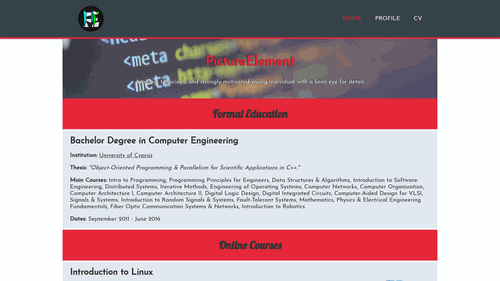 HOME PROFILE CV
<head>
<meta charse
PictureElement
and strongly motivated young individual with a keen eye for detail.
<meta
Formal Education
Bachelor Degree in Computer Engineering
Institution: University of Cyprus
Thesis: "Object-Oriented Programming & Parallelism for Scientific Applications in C++."
Main Courses: Intro to Programming, Programming Principles for Engineers, Data Structures & Algorithms, Introduction to Software
Engineering, Distributed Systems, Iterative Methods, Engineering of Operating Systems, Computer Networks, Computer Organization,
Computer Architecture I, Computer Architecture II, Digital Logic Design, Digital Integrated Circuits, Computer-Aided Design for VLSI,
Signals & Systems, Introduction to Random Signals & Systems, Fault-Tolerant Systems, Mathematics, Physics & Electrical Engineering
Fundamentals, Fiber Optic Communication Systems & Networks, Introduction to Robotics.
Dates: September 2011 - June 2016
Online Courses
Introduction to Linux